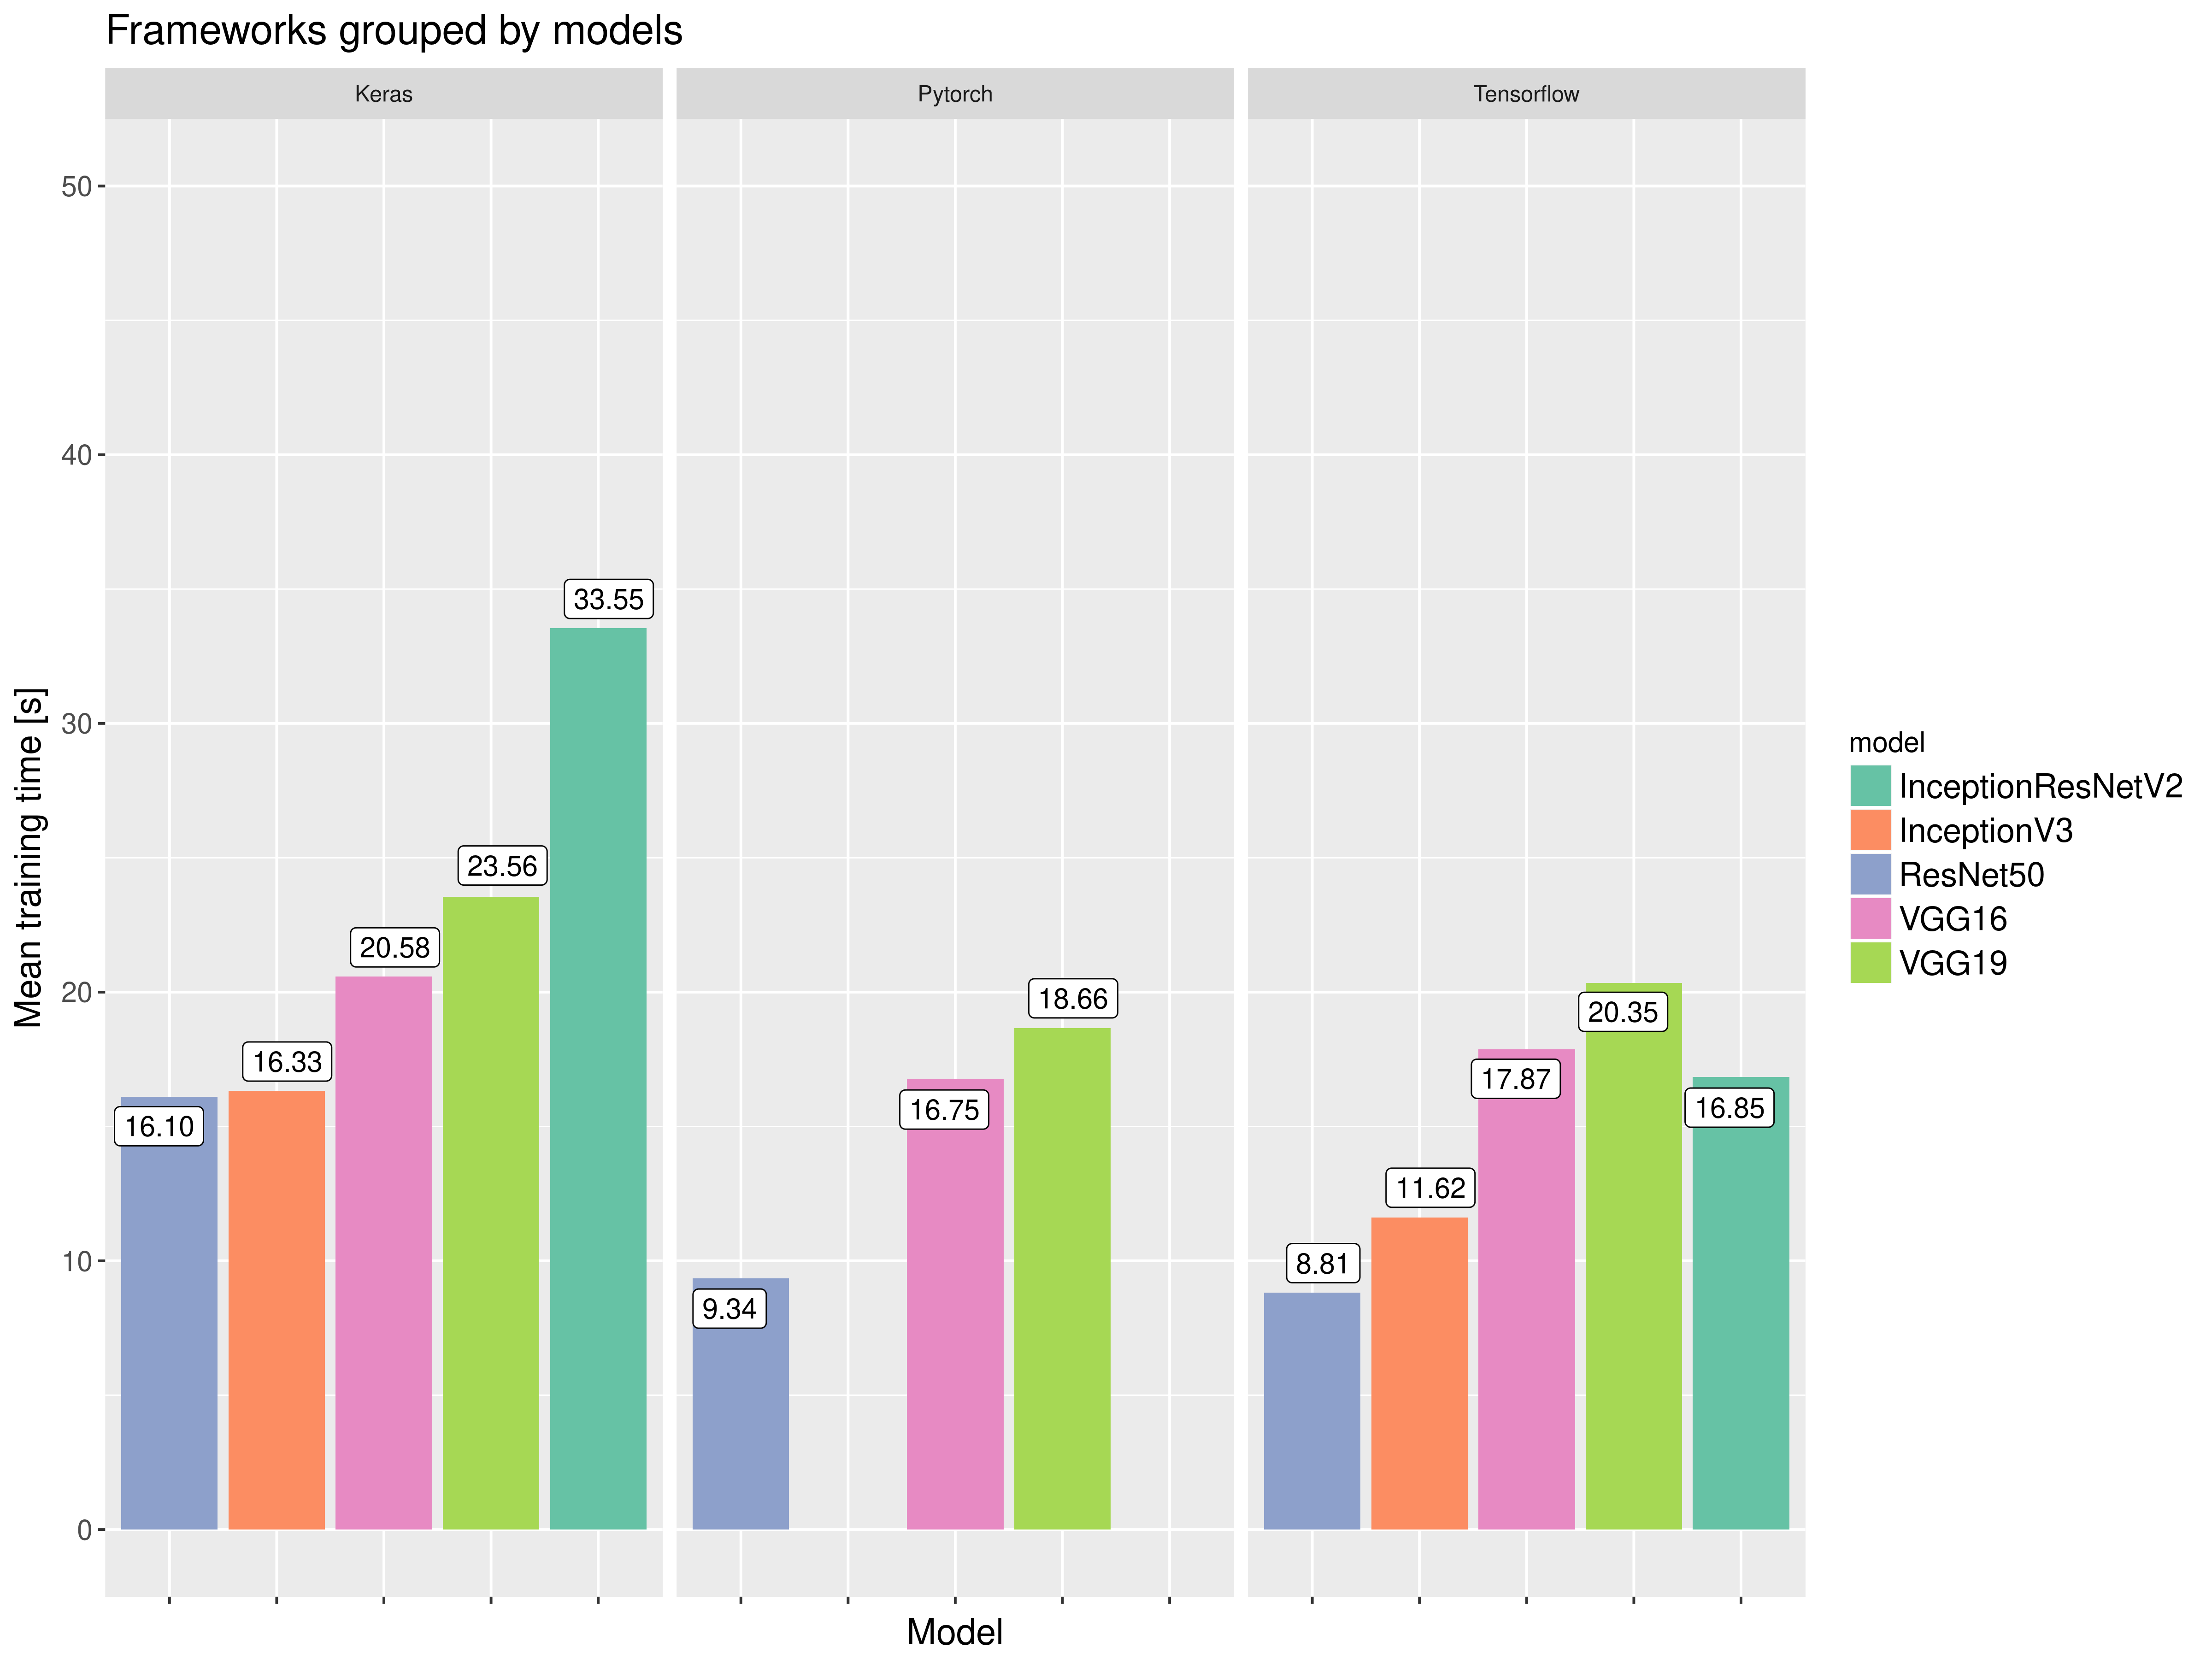 Frameworks grouped by models
Keras
Pytorch
Tensorflow
Mean training time [s]
50
40
30
20
10
0
16.10
16.33
20.58
23.56
33.55
9.34
16.75
18.66
8.81
11.62
17.87
20.35
16.85
Model
model
InceptionResNetV2
InceptionV3
ResNet50
VGG16
VGG19